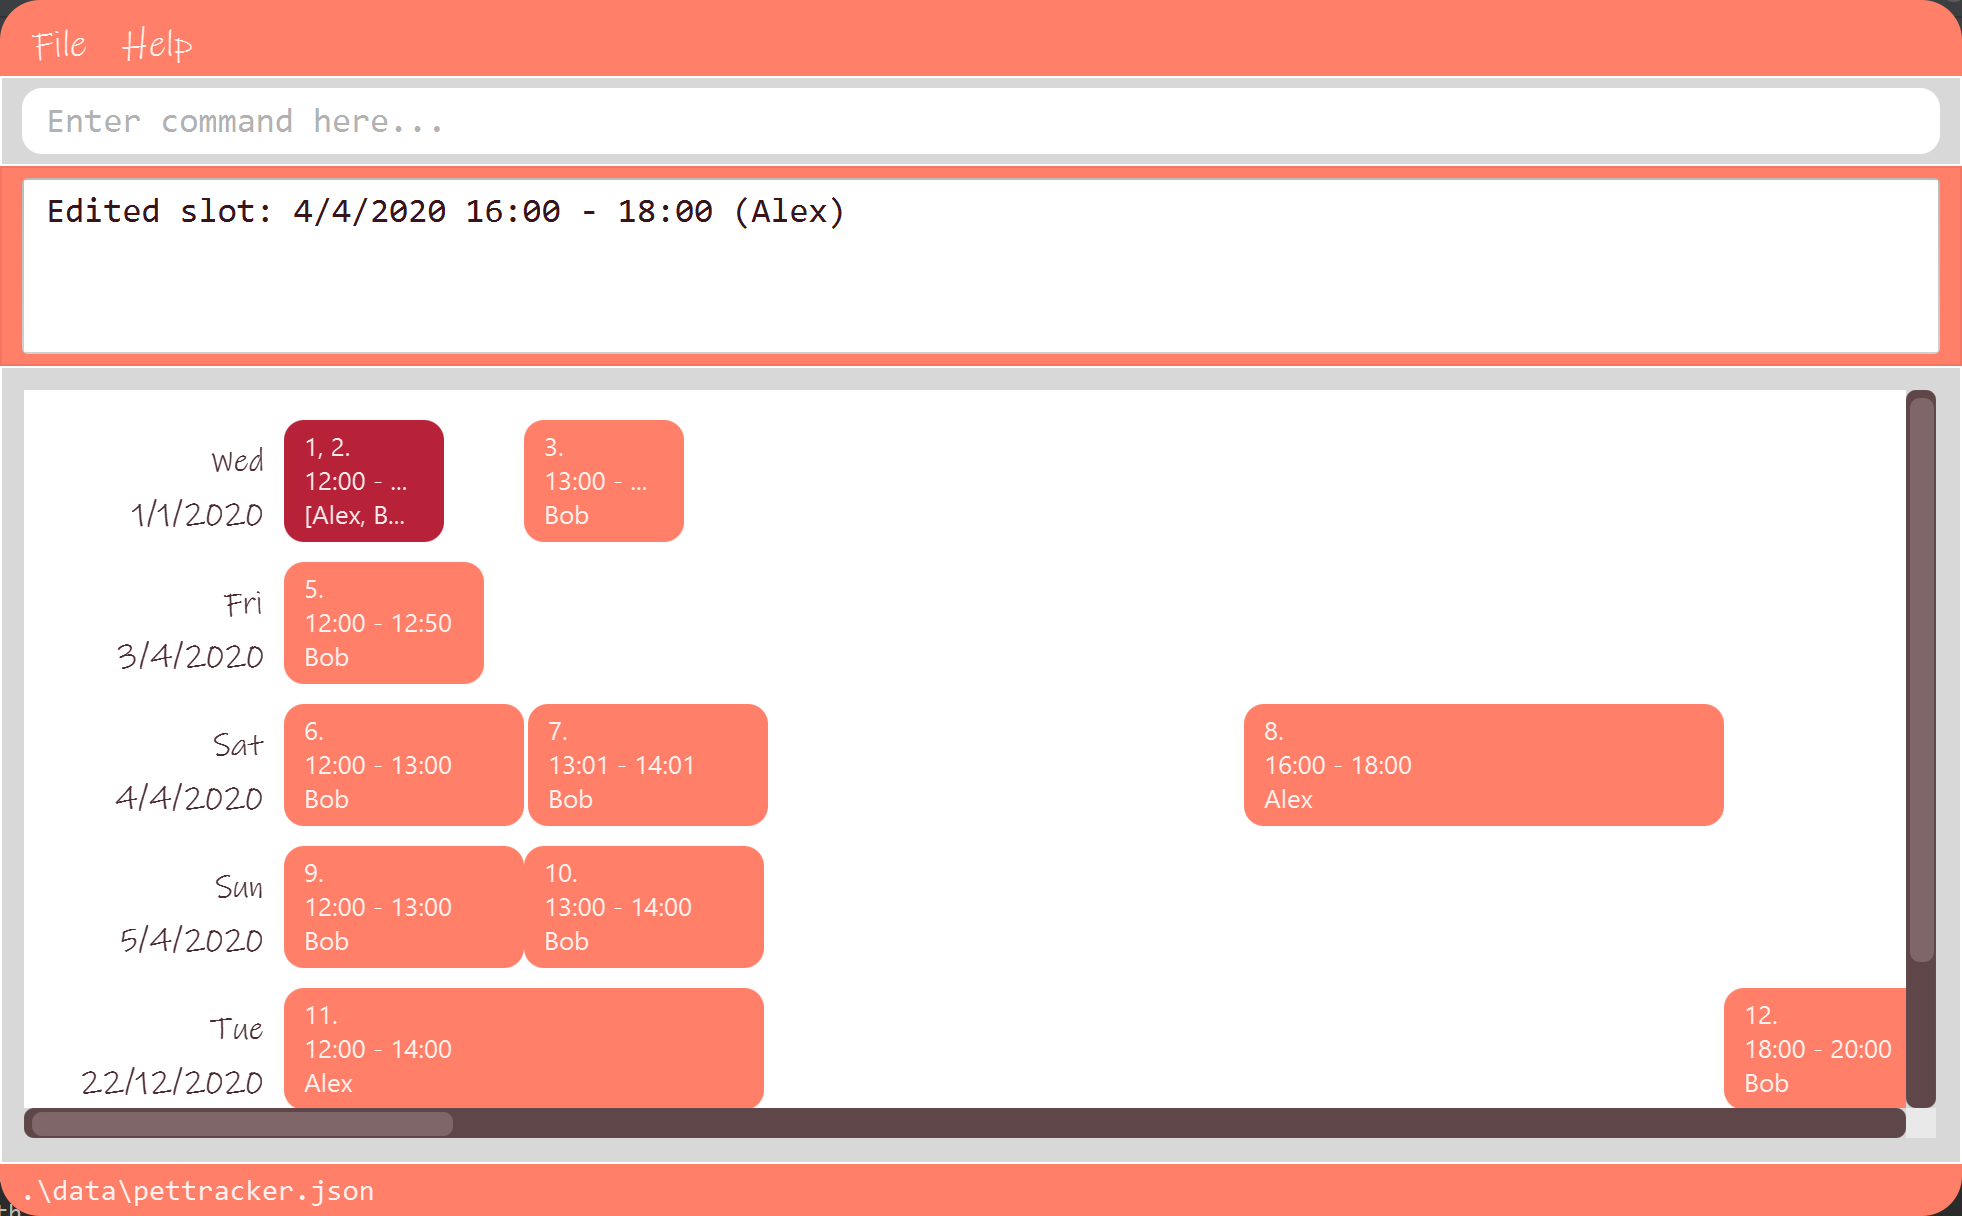 File Help
Enter command here...
Edited slot: 4/4/2020 16:00 - 18:00 (Alex)
Wed
1/1/2020
1, 2.
12:00 - ...
[Alex, B...
3.
13:00 - ...
Bob
Fri
3/4/2020
5.
12:00 - 12:50
Bob
Sat
4/4/2020
6.
12:00 - 13:00
Bob
7.
13:01 - 14:01
Bob
8.
16:00 - 18:00
Alex
Sun
5/4/2020
9.
12:00 - 13:00
Bob
10.
13:00 - 14:00
Bob
Tue
22/12/2020
11.
12:00 - 14:00
Alex
12.
18:00 - 20:00
Bob
.\data\pettracker.json